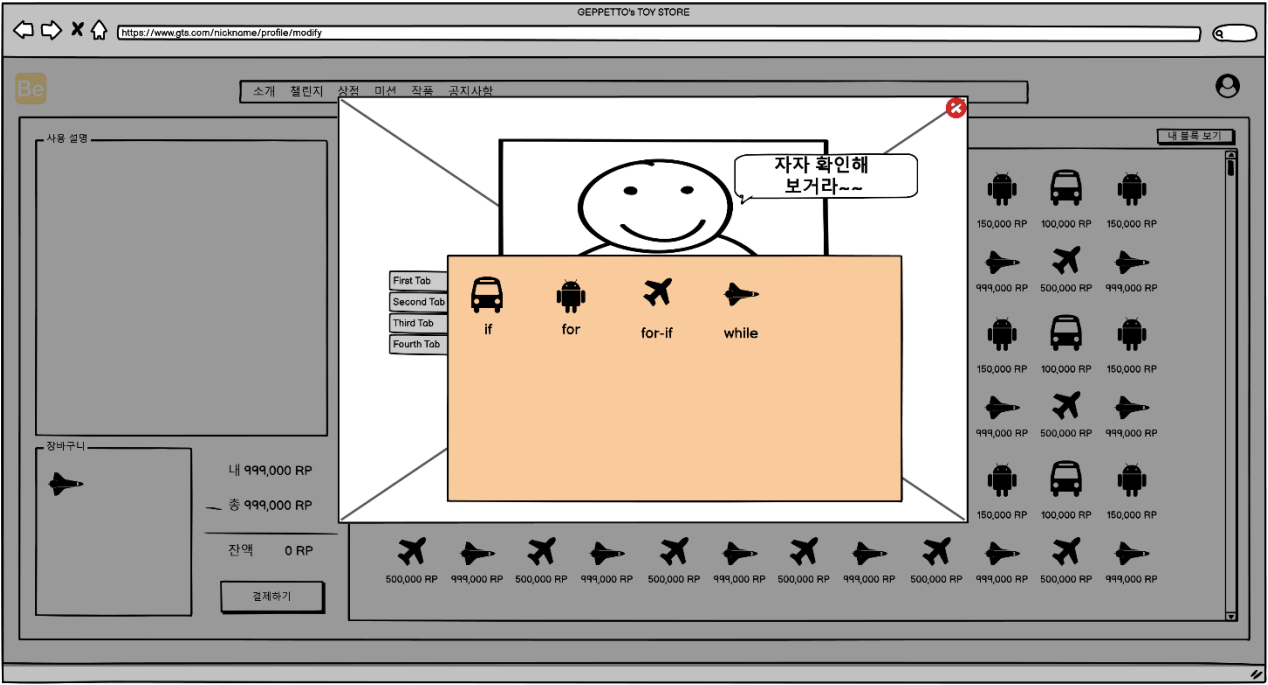 GEPPETTO's TOY STORE
https://www.gts.com/nickname/profile/modify
Be
소개 챌린지 상점 미션 작품 공지사항
사용 설명
내 블록 보기
자자 확인해
보거라~~
First Tab
Second Tab
Third Tab
Fourth Tab
if for for-if while
150,000 RP 100,000 RP 150,000 RP
999,000 RP 500,000 RP 999,000 RP
150,000 RP 100,000 RP 150,000 RP
999,000 RP 500,000 RP 999,000 RP
150,000 RP 100,000 RP 150,000 RP
500,000 RP 999,000 RP 500,000 RP 999,000 RP 500,000 RP 999,000 RP 500,000 RP 999,000 RP 500,000 RP 999,000 RP 500,000 RP 999,000 RP
장바구니
내 999,000 RP
총 999,000 RP
잔액 0 RP
결제하기